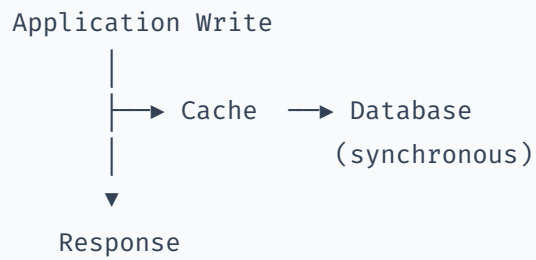 Application Write
Cache Database
(synchronous)
Response